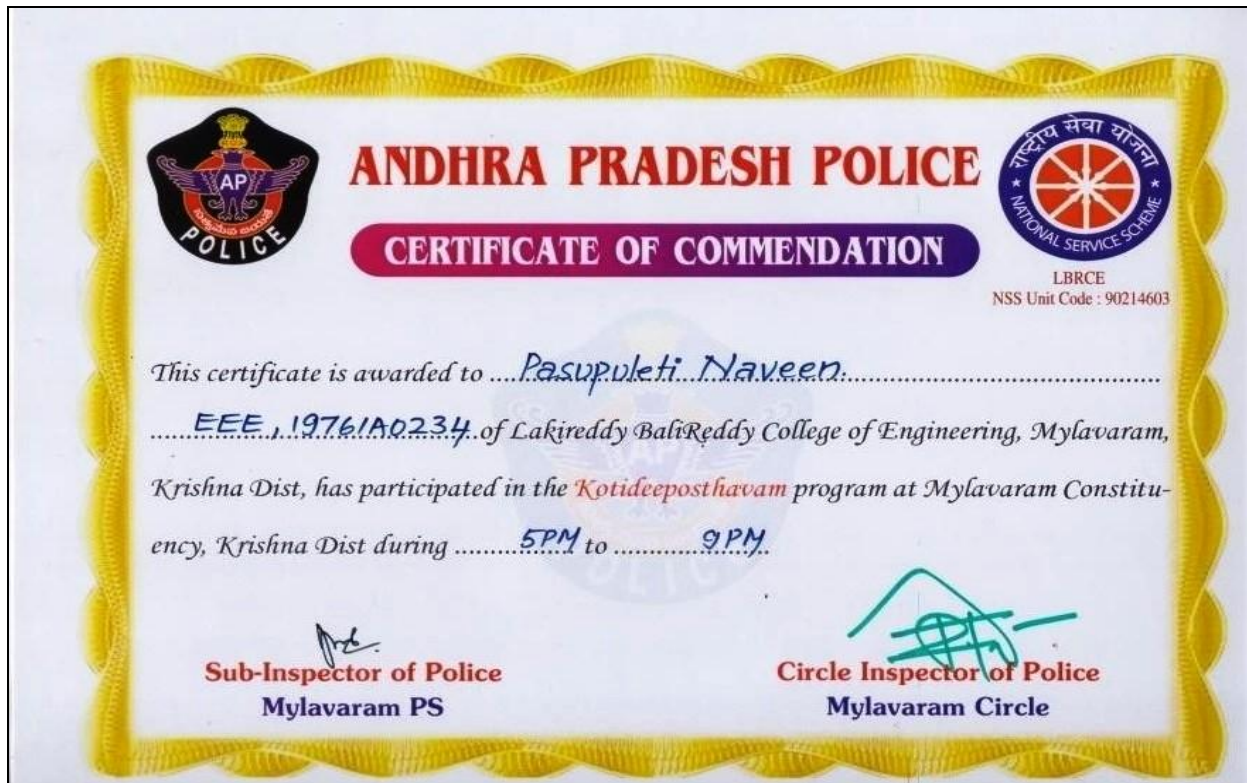 AP
POLICE
ANDHRA PRADESH POLICE
CERTIFICATE OF COMMENDATION
राष्ट्रीय सेवा योजना
NATIONAL SERVICE SCHEME
LBRCE
NSS Unit Code : 90214603
This certificate is awarded to ....Pasupuleti Naveen.............................................
................EEE, 19761A0234..of Lakireddy BaliReddy College of Engineering, Mylavaram,
Krishna Dist, has participated in the Kotideeposthavam program at Mylavaram Constitu-
ency, Krishna Dist during .........5PM to ............9PM.
Sub-Inspector of Police
Mylavaram PS
Circle Inspector of Police
Mylavaram Circle